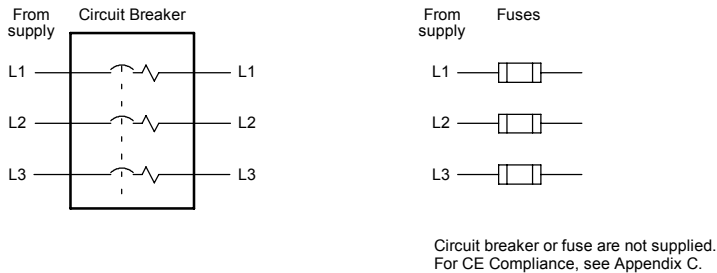 From supply
Circuit Breaker
L1
L1
L2
L2
L3
L3
From supply
Fuses
L1
L2
L3
Circuit breaker or fuse are not supplied.
For CE Compliance, see Appendix C.